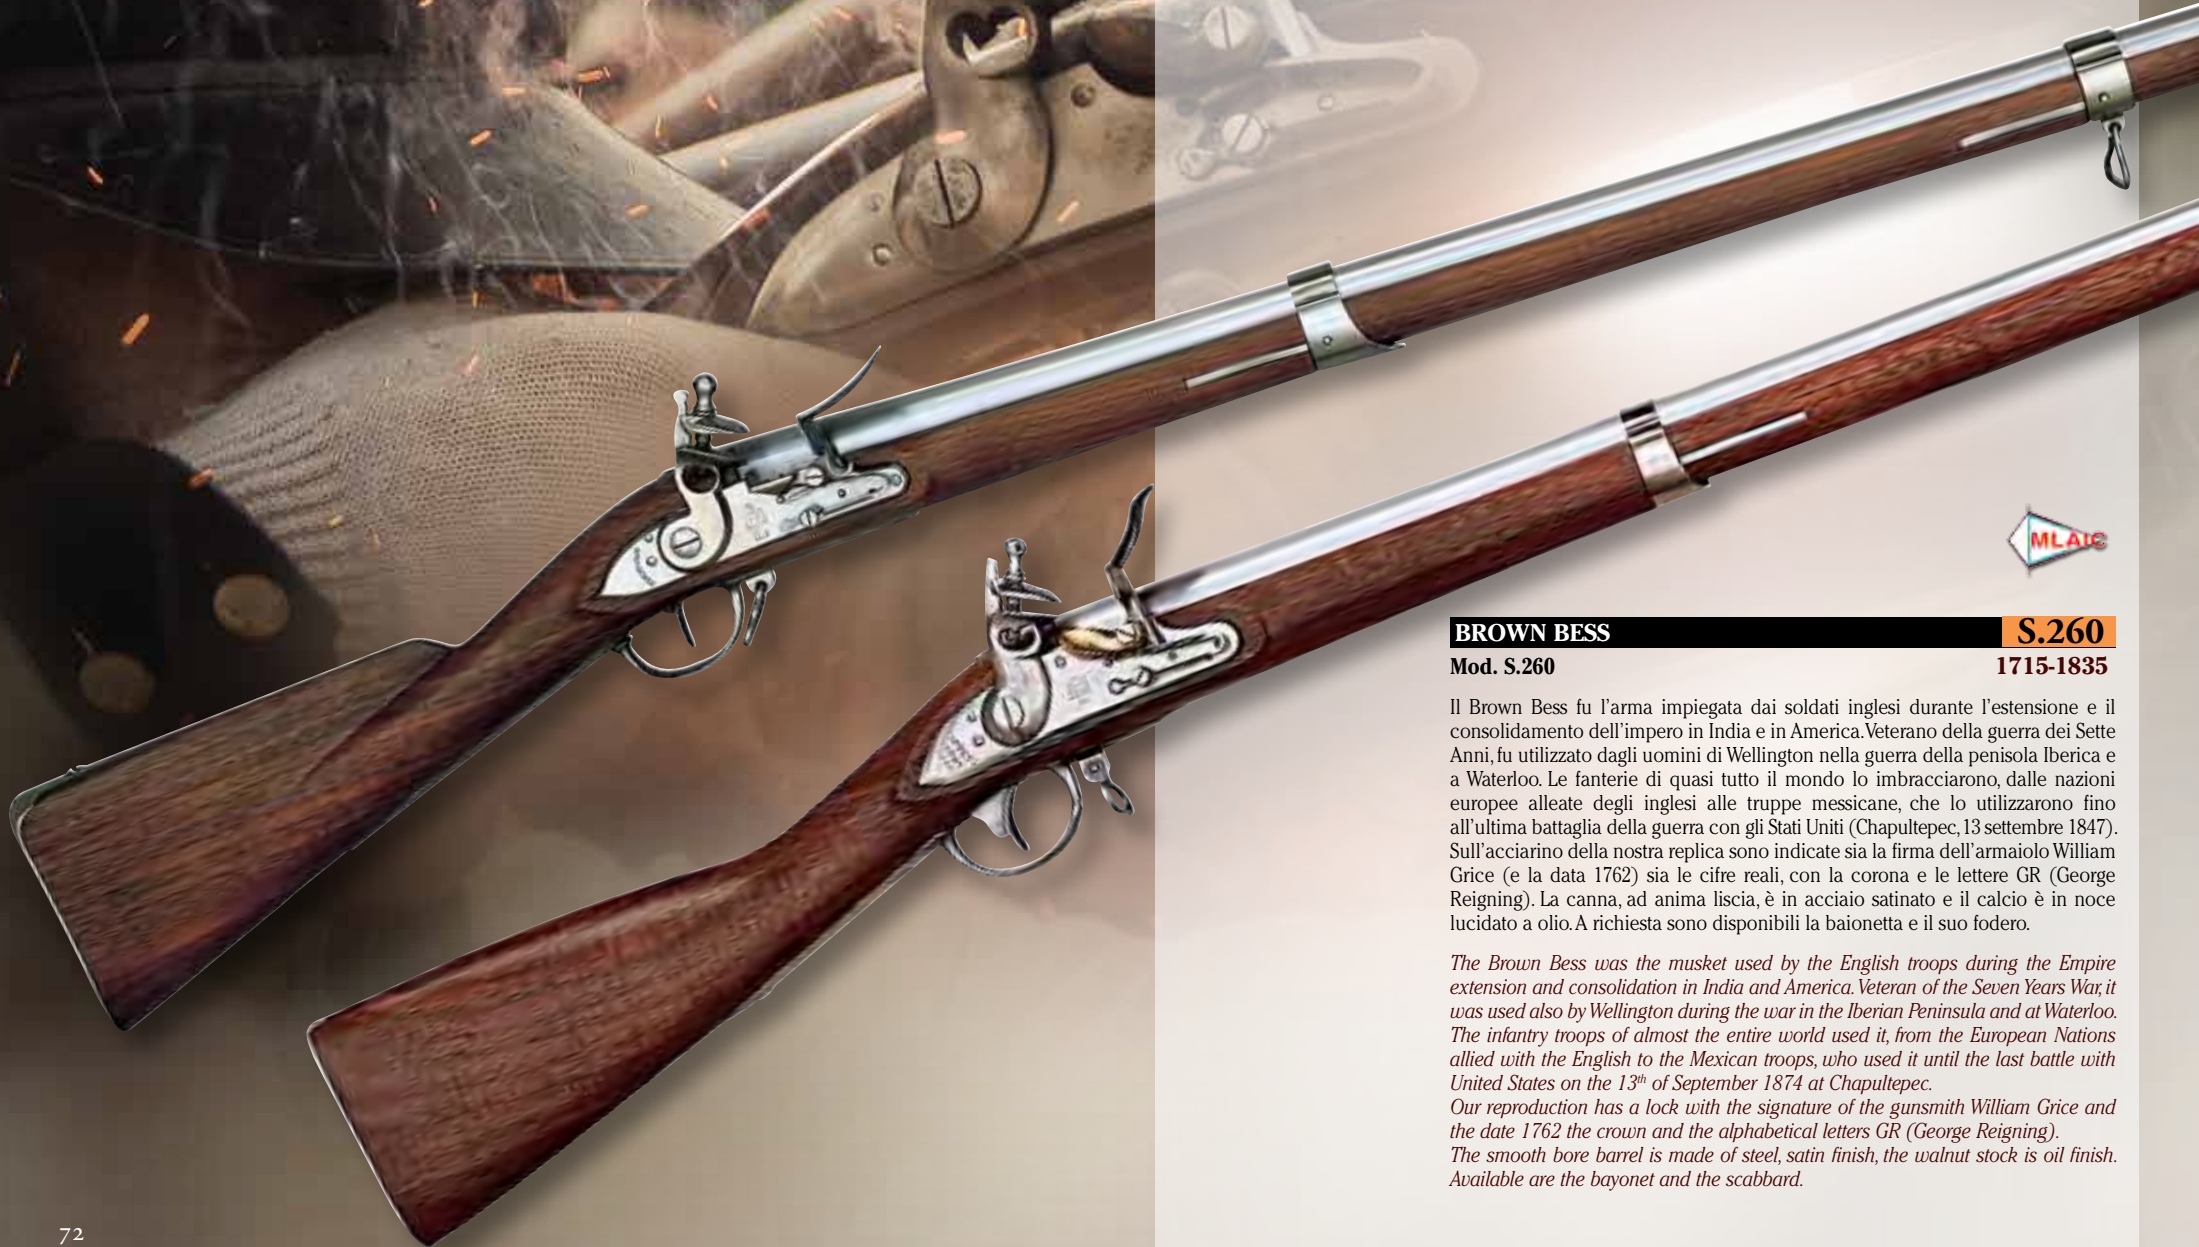 MLAIC
BROWN BESS
S.260
Mod. S.260
1715-1835
Il Brown Bess fu l'arma impiegata dai soldati inglesi durante l'estensione e il
consolidamento dell'impero in India e in America. Veterano della guerra dei Sette
Anni, fu utilizzato dagli uomini di Wellington nella guerra della penisola Iberica e
a Waterloo. Le fanterie di quasi tutto il mondo lo imbracciarono, dalle nazioni
europee alleate degli inglesi alle truppe messicane, che lo utilizzarono fino
all'ultima battaglia della guerra con gli Stati Uniti (Chapultepec, 13 settembre 1847).
Sull'acciarino della nostra replica sono indicate sia la firma dell'armaiolo William
Grice (e la data 1762) sia le cifre reali, con la corona e le lettere GR (George
Reigning). La canna, ad anima liscia, è in acciaio satinato e il calcio è in noce
lucidato a olio. A richiesta sono disponibili la baionetta e il suo fodero.
The Brown Bess was the musket used by the English troops during the Empire
extension and consolidation in India and America. Veteran of the Seven Years War, it
was used also by Wellington during the war in the Iberian Peninsula and at Waterloo.
The infantry troops of almost the entire world used it, from the European Nations
allied with the English to the Mexican troops, who used it until the last battle with
United States on the 13th of September 1874 at Chapultepec.
Our reproduction has a lock with the signature of the gunsmith William Grice and
the date 1762 the crown and the alphabetical letters GR (George Reigning).
The smooth bore barrel is made of steel, satin finish, the walnut stock is oil finish.
Available are the bayonet and the scabbard.
72